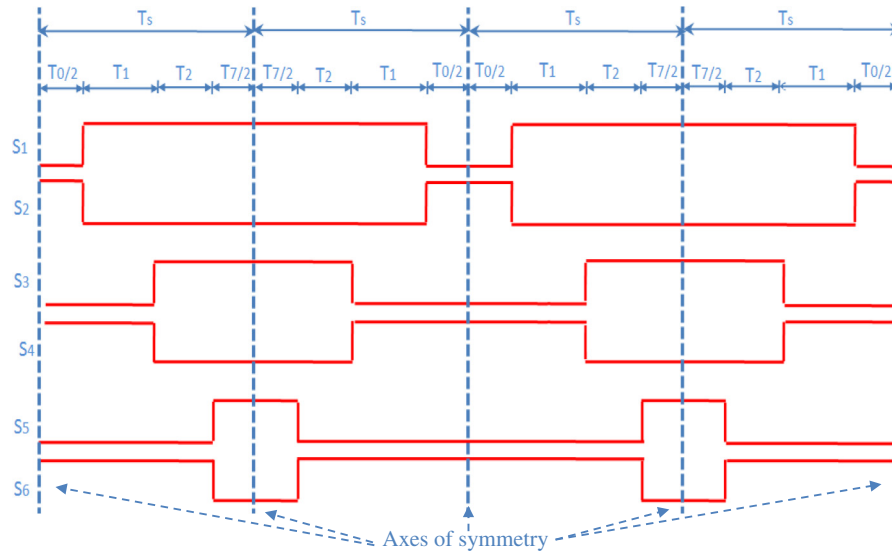 Ts Ts Ts Ts
T0/2 T1 T2 T7/2 T7/2 T2 T1 T0/2 T0/2 T1 T2 T7/2 T7/2 T2 T1 T0/2
S1
S2
S3
S4
S5
S6
Axes of symmetry